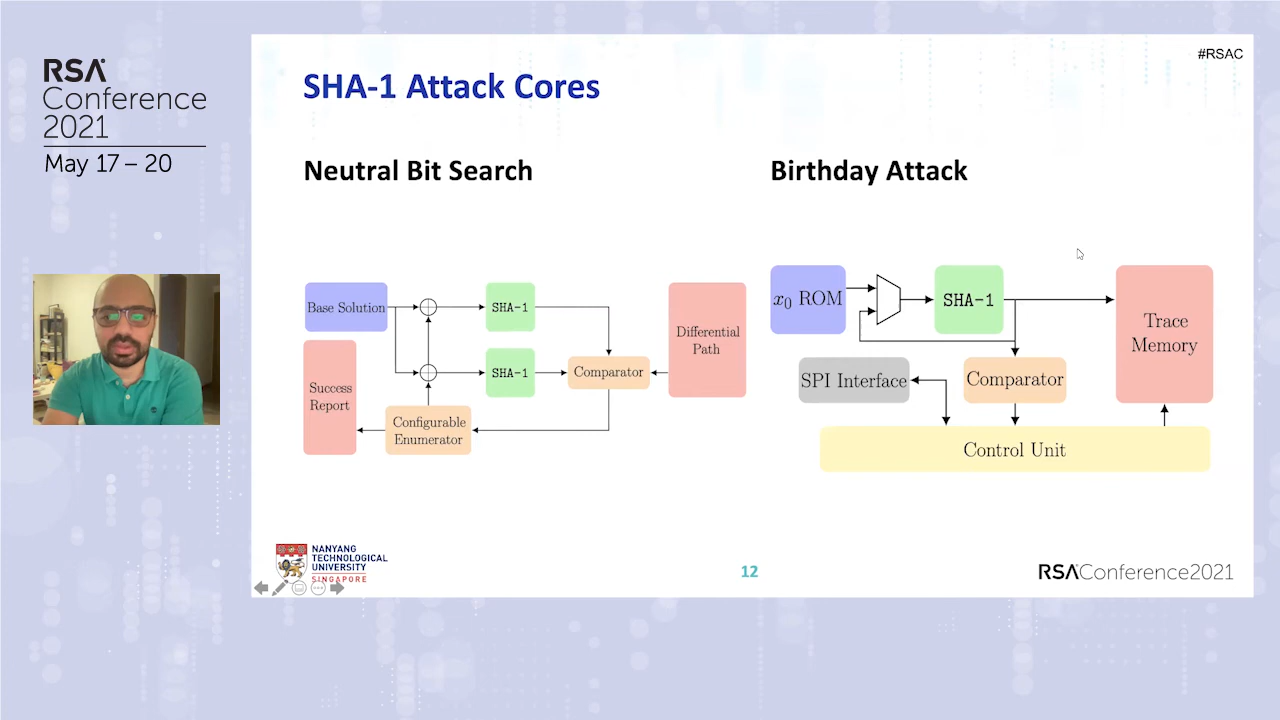 RSA
Conference
2021
May 17 – 20
#RSAC
SHA-1 Attack Cores
Neutral Bit Search
Base Solution
SHA-1
SHA-1
Differential
Path
Comparator
Success
Report
Configurable
Enumerator
Birthday Attack
x₀ ROM
SHA-1
Trace
Memory
SPI Interface
Comparator
Control Unit
NANYANG
TECHNOLOGICAL
UNIVERSITY
SINGAPORE
12
RSAConference2021